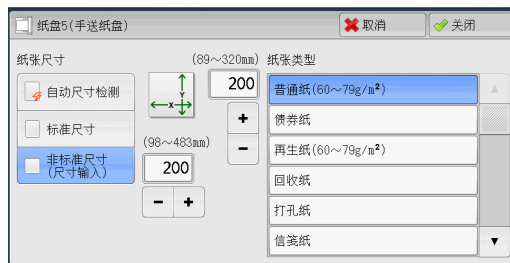 纸盘5(手送纸盘)
取消
关闭
纸张尺寸
(89～320mm)
纸张类型
自动尺寸检测
标准尺寸
非标准尺寸
(尺寸输入)
Y
X
200
+
-
(98～483mm)
200
-
+
普通纸(60～79g/m²)
债券纸
再生纸(60～79g/m²)
回收纸
打孔纸
信笺纸